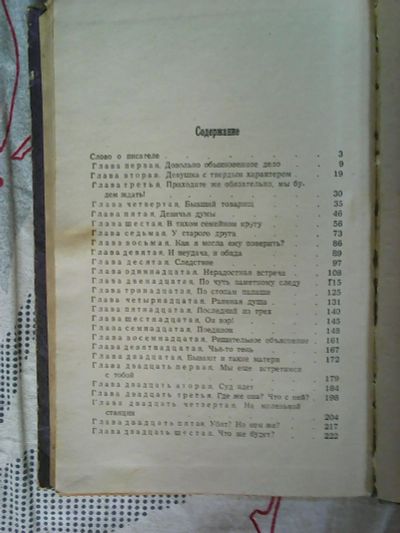 Содержание
Слово о писателе 3
Глава первая. Довольно обыкновенное дело 9
Глава вторая. Девушка с твердым характером 19
Глава третья. Приходите же обязательно, мы бу-
дем ждать! 30
Глава четвертая. Бывший товарищ 35
Глава пятая. Девичьи думы 46
Глава шестая. В тихом семейном кругу 56
Глава седьмая. У старого друга 73
Глава восьмая. Как я могла ему поверить? 86
Глава девятая. И неудача, и обида 89
Глава десятая. Следствие 97
Глава одиннадцатая. Нерадостная встреча 108
Глава двенадцатая. По чуть заметному следу 115
Глава тринадцатая. По стопам папаши 125
Глава четырнадцатая. Раненая душа 131
Глава пятнадцатая. Последний из трех 140
Глава шестнадцатая. Он вор! 145
Глава семнадцатая. Поединок 148
Глава восемнадцатая. Решительное объяснение 161
Глава девятнадцатая. Чья-то тень 167
Глава двадцатая. Бывают и такие матери 172
Глава двадцать первая. Мы еще встретимся
с тобой 179
Глава двадцать вторая. Суд идет 184
Глава двадцать третья. Где же она? Что с ней? 198
Глава двадцать четвертая. На маленькой
станции 204
Глава двадцать пятая. Убит? Но кем же? 217
Глава двадцать шестая. Что же будет? 222